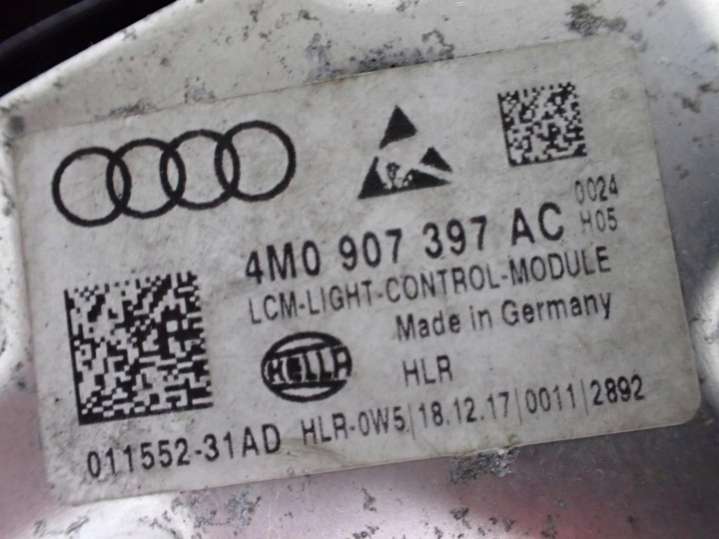 0024
4M0 907 397 AC H05
LCM-LIGHT-CONTROL-MODULE
Made in Germany
HELLA HLR
011552-31AD HLR-0W5|18.12.17|0011|2892